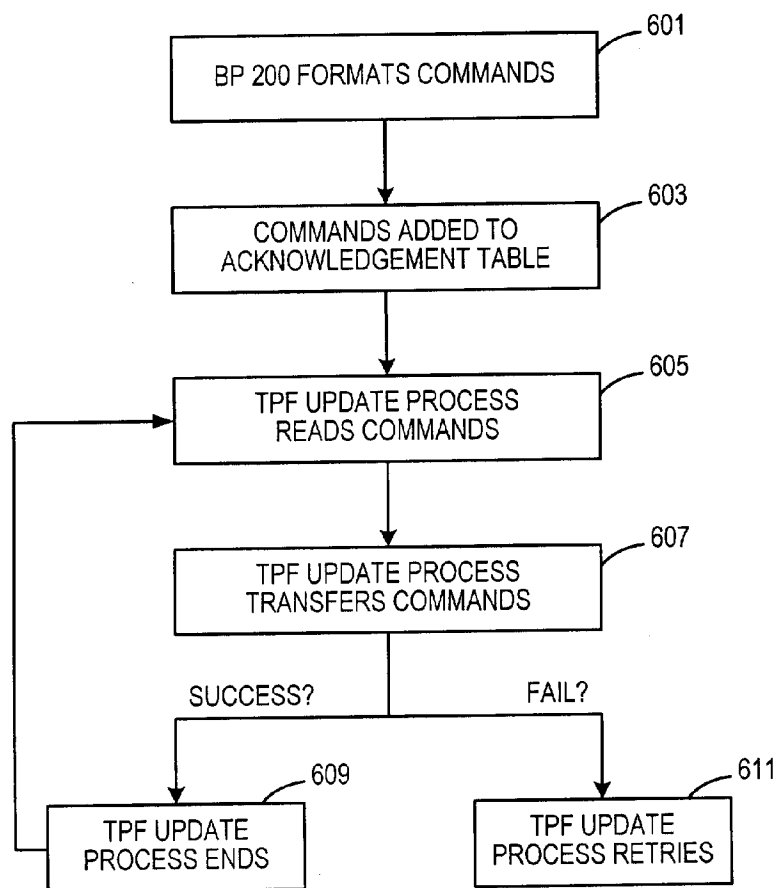 601
BP 200 FORMATS COMMANDS
603
COMMANDS ADDED TO
ACKNOWLEDGEMENT TABLE
605
TPF UPDATE PROCESS
READS COMMANDS
607
TPF UPDATE PROCESS
TRANSFERS COMMANDS
SUCCESS?
FAIL?
609
TPF UPDATE
PROCESS ENDS
611
TPF UPDATE
PROCESS RETRIES